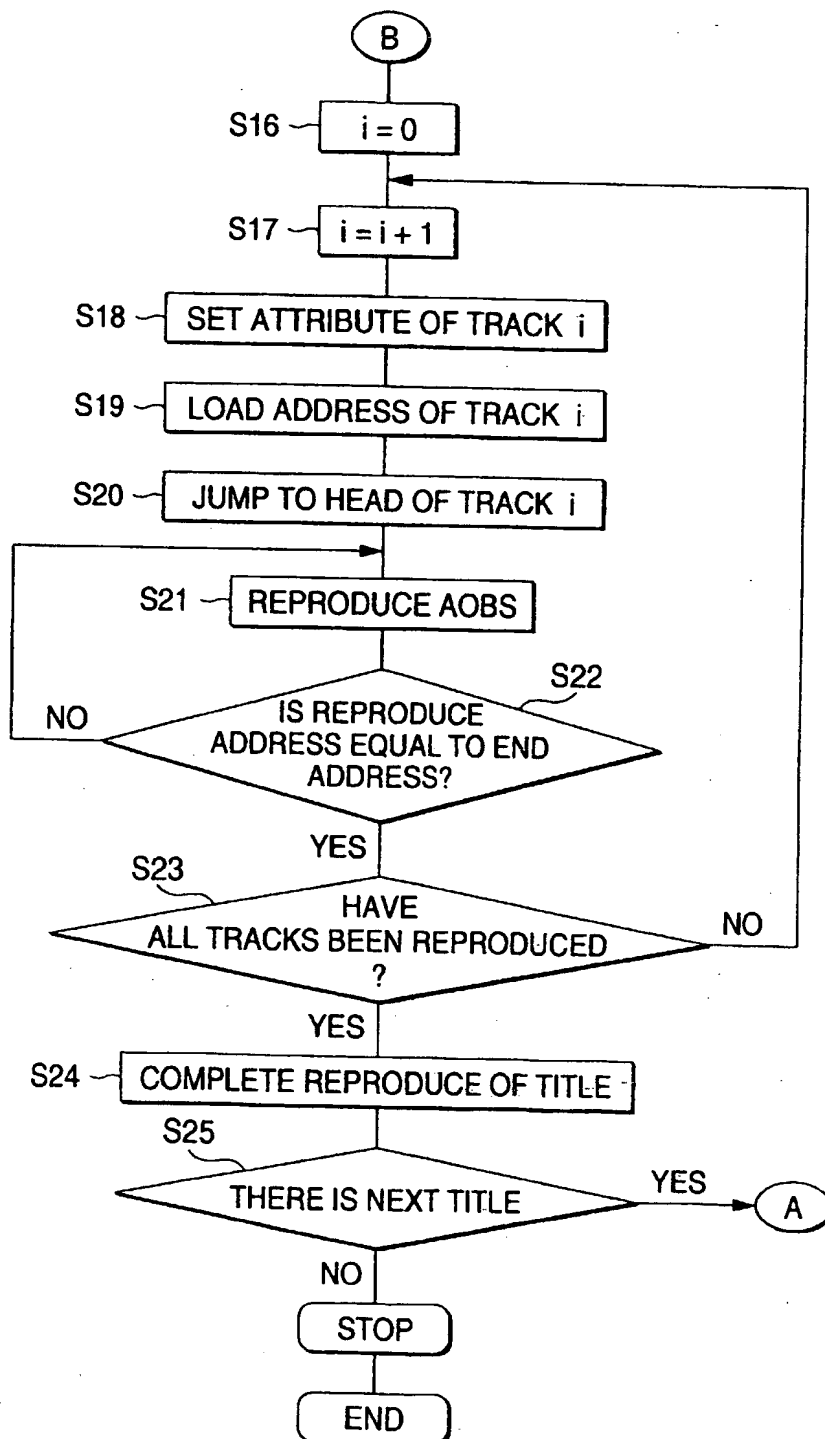 B
S16
i = 0
S17
i = i + 1
S18
SET ATTRIBUTE OF TRACK i
S19
LOAD ADDRESS OF TRACK i
S20
JUMP TO HEAD OF TRACK i
S21
REPRODUCE AOBS
S22
NO
IS REPRODUCE
ADDRESS EQUAL TO END
ADDRESS?
YES
S23
HAVE
ALL TRACKS BEEN REPRODUCED
?
NO
YES
S24
COMPLETE REPRODUCE OF TITLE
S25
THERE IS NEXT TITLE
YES
A
NO
STOP
END